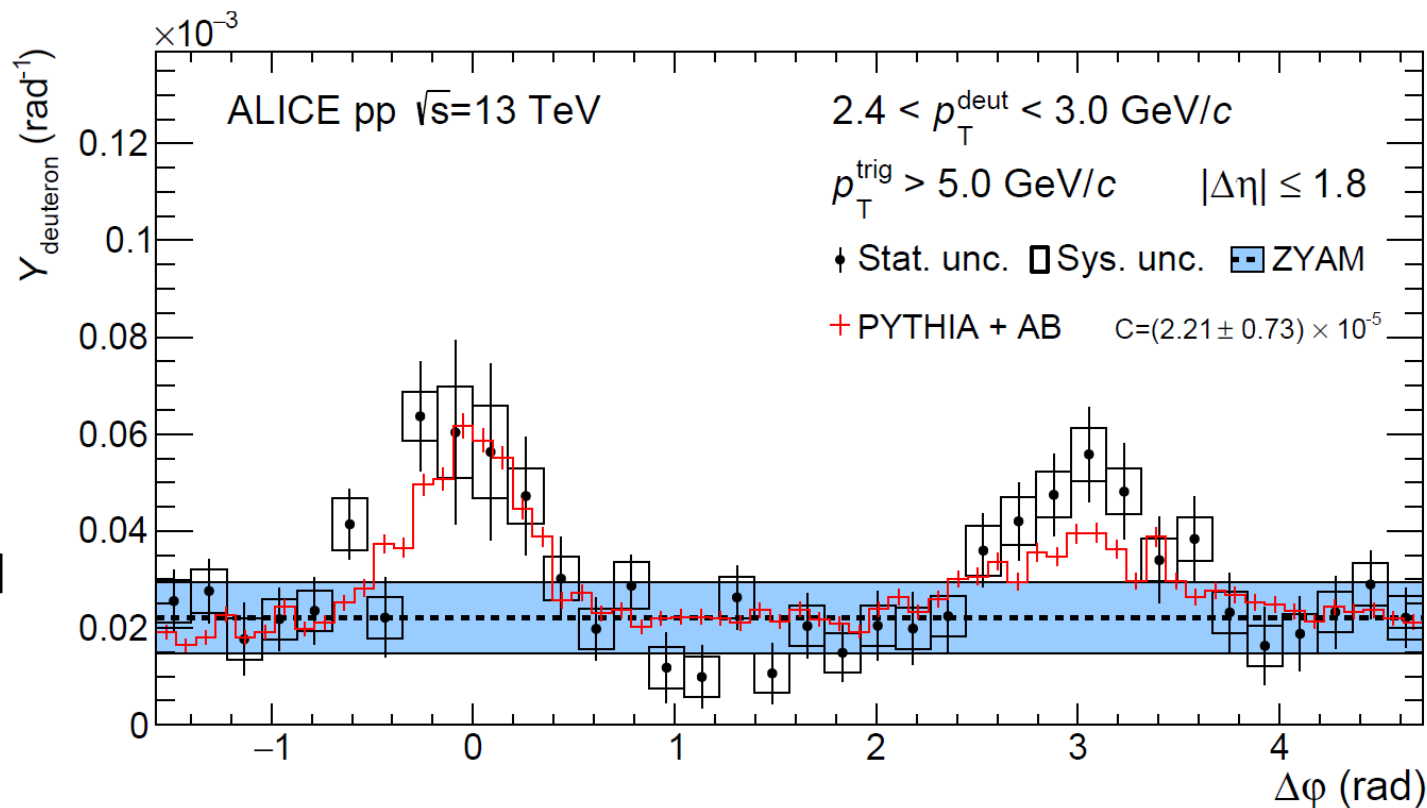 ×10⁻³
Y_deuteron (rad⁻¹)
ALICE pp √s=13 TeV
2.4 < p_T^deut < 3.0 GeV/c
p_T^trig > 5.0 GeV/c |Δη| ≤ 1.8
Stat. unc. Sys. unc. ZYAM
PYTHIA + AB C=(2.21 ± 0.73) × 10⁻⁵
0.12
0.1
0.08
0.06
0.04
0.02
0
−1 0 1 2 3 4
Δφ (rad)